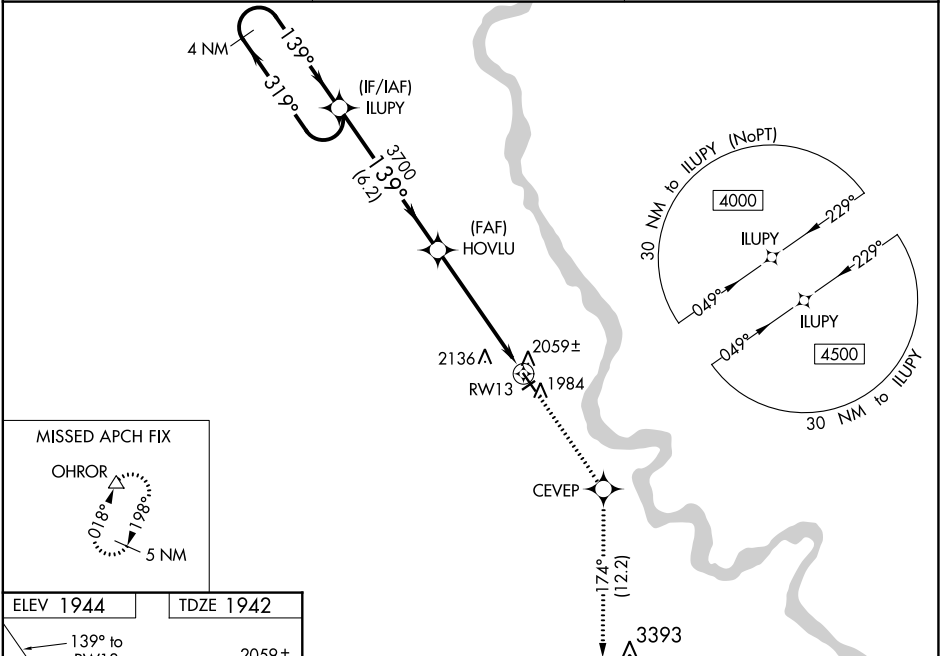 4 NM
139°
319°
(IF/IAF)
ILUPY
3700
139°
(6.2)
(FAF)
HOVLU
30 NM to ILUPY (NoPT)
4000
229°
ILUPY
049°
229°
ILUPY
049°
4500
30 NM to ILUPY
2136
2059±
RW13
1984
CEVEP
174°
(12.2)
3393
MISSED APCH FIX
OHROR
018°
198°
5 NM
ELEV 1944
TDZE 1942
139° to
RW13
2059±